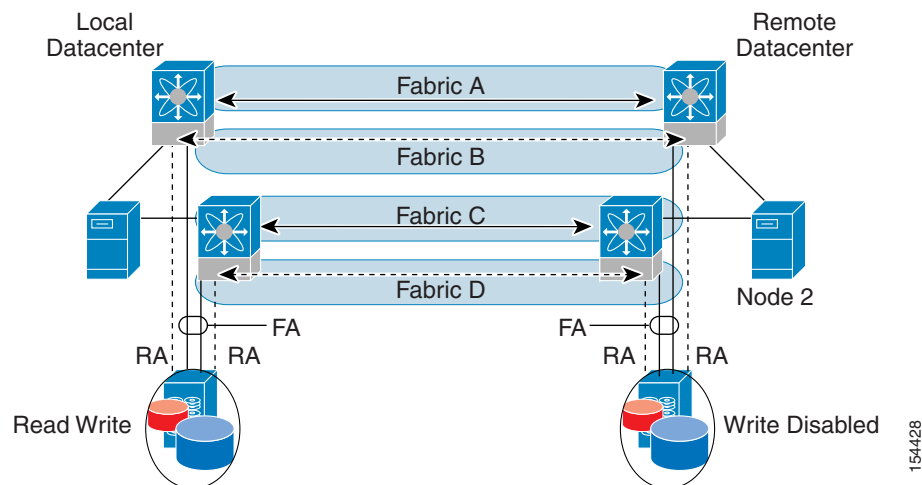 Local
Datacenter
Remote
Datacenter
Fabric A
Fabric B
Fabric C
Fabric D
Node 2
FA
FA
RA
RA
RA
RA
Read Write
Write Disabled
154428